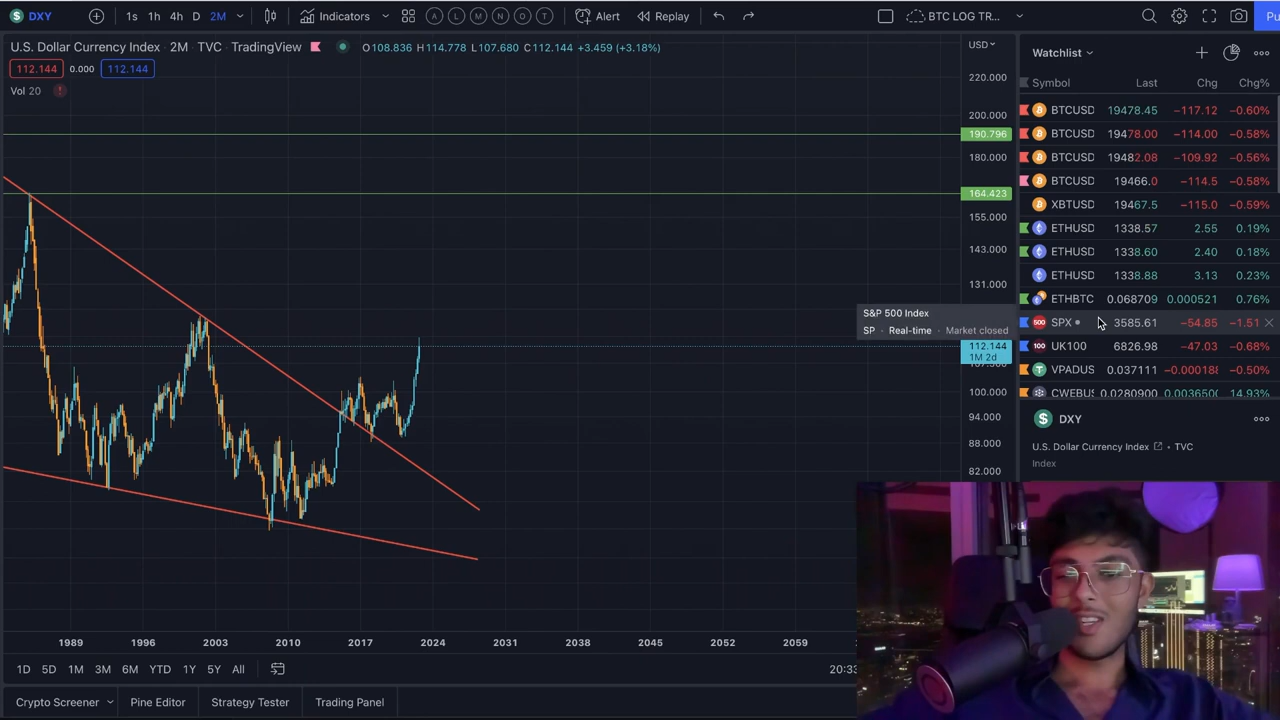 DXY 1s 1h 4h D 2M Indicators A L M N O T Alert Replay BTC LOG TR... Pu
U.S. Dollar Currency Index · 2M · TVC · TradingView O108.836 H114.778 L107.680 C112.144 +3.459 (+3.18%)
112.144 0.000 112.144
Vol 20
USD
220.000
200.000
190.796
180.000
164.423
155.000
143.000
131.000
112.144
1M 2d
100.000
94.000
88.000
82.000
1989 1996 2003 2010 2017 2024 2031 2038 2045 2052 2059
1D 5D 1M 3M 6M YTD 1Y 5Y All 20:33
Crypto Screener Pine Editor Strategy Tester Trading Panel
Watchlist
Symbol Last Chg Chg%
BTCUSD 19478.45 −117.12 −0.60%
BTCUSD 19478.00 −114.00 −0.58%
BTCUSD 19482.08 −109.92 −0.56%
BTCUSD 19466.0 −114.5 −0.58%
XBTUSD 19467.5 −115.0 −0.59%
ETHUSD 1338.57 2.55 0.19%
ETHUSD 1338.60 2.40 0.18%
ETHUSD 1338.88 3.13 0.23%
ETHBTC 0.068709 0.000521 0.76%
500 SPX 3585.61 −54.85 −1.51
100 UK100 6826.98 −47.03 −0.68%
VPADUS 0.037111 −0.000188 −0.50%
CWEBUS 0.0280900 0.0036500 14.93%
S&P 500 Index
SP · Real-time · Market closed
DXY
U.S. Dollar Currency Index · TVC
Index